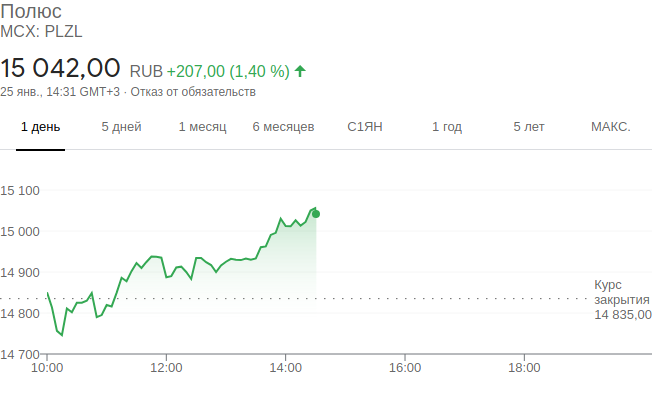 Полюс
MCX: PLZL
15 042,00 RUB +207,00 (1,40 %)
25 янв., 14:31 GMT+3 · Отказ от обязательств
1 день 5 дней 1 месяц 6 месяцев С1ЯН 1 год 5 лет МАКС.
15 100
15 000
14 900
14 800
14 700
Курс
закрытия
14 835,00
10:00 12:00 14:00 16:00 18:00